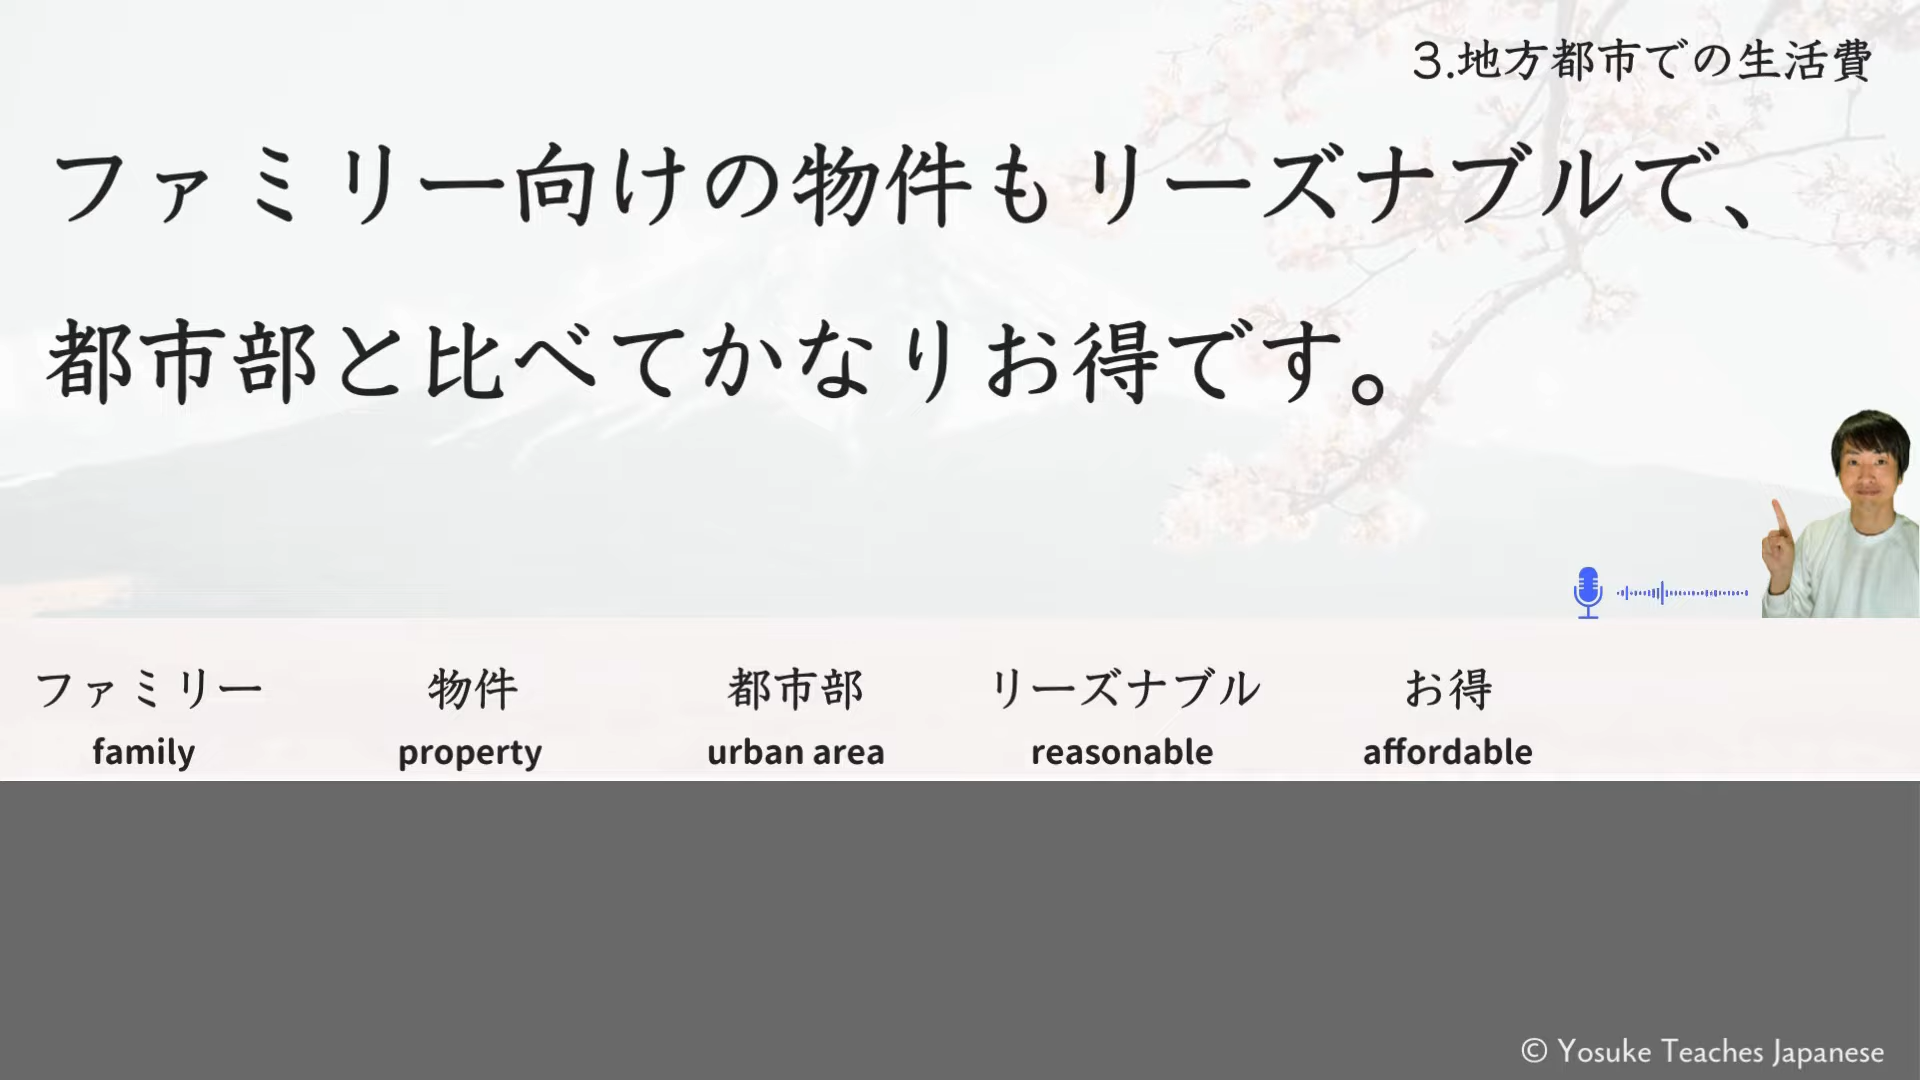 3.地方都市での生活費
ファミリー向けの物件もリーズナブルで、
都市部と比べてかなりお得です。
ファミリー 物件 都市部 リーズナブル お得
family property urban area reasonable affordable
© Yosuke Teaches Japanese